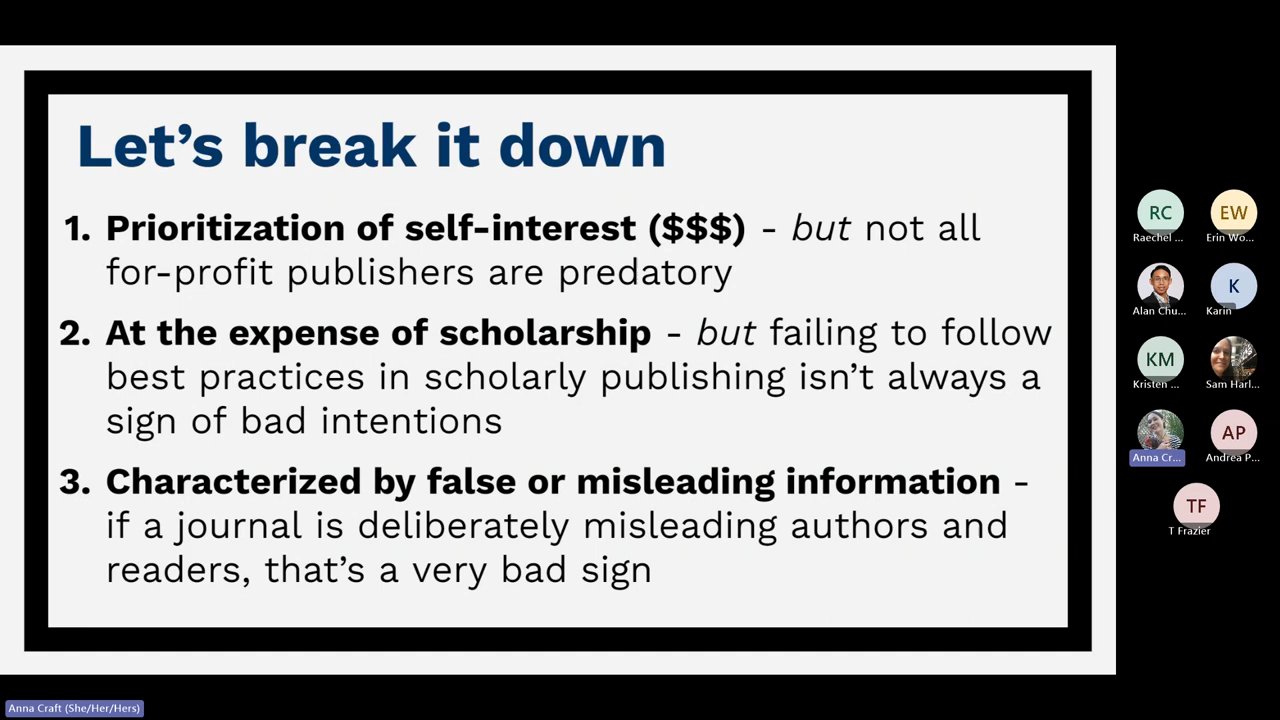 Let’s break it down
1. Prioritization of self-interest ($$$) - but not all
for-profit publishers are predatory
2. At the expense of scholarship - but failing to follow
best practices in scholarly publishing isn’t always a
sign of bad intentions
3. Characterized by false or misleading information -
if a journal is deliberately misleading authors and
readers, that’s a very bad sign
RC
Raechel ...
EW
Erin Wo...
Alan Chu...
K
Karin
KM
Kristen ...
Sam Harl...
Anna Cr...
AP
Andrea P...
TF
T Frazier
Anna Craft (She/Her/Hers)